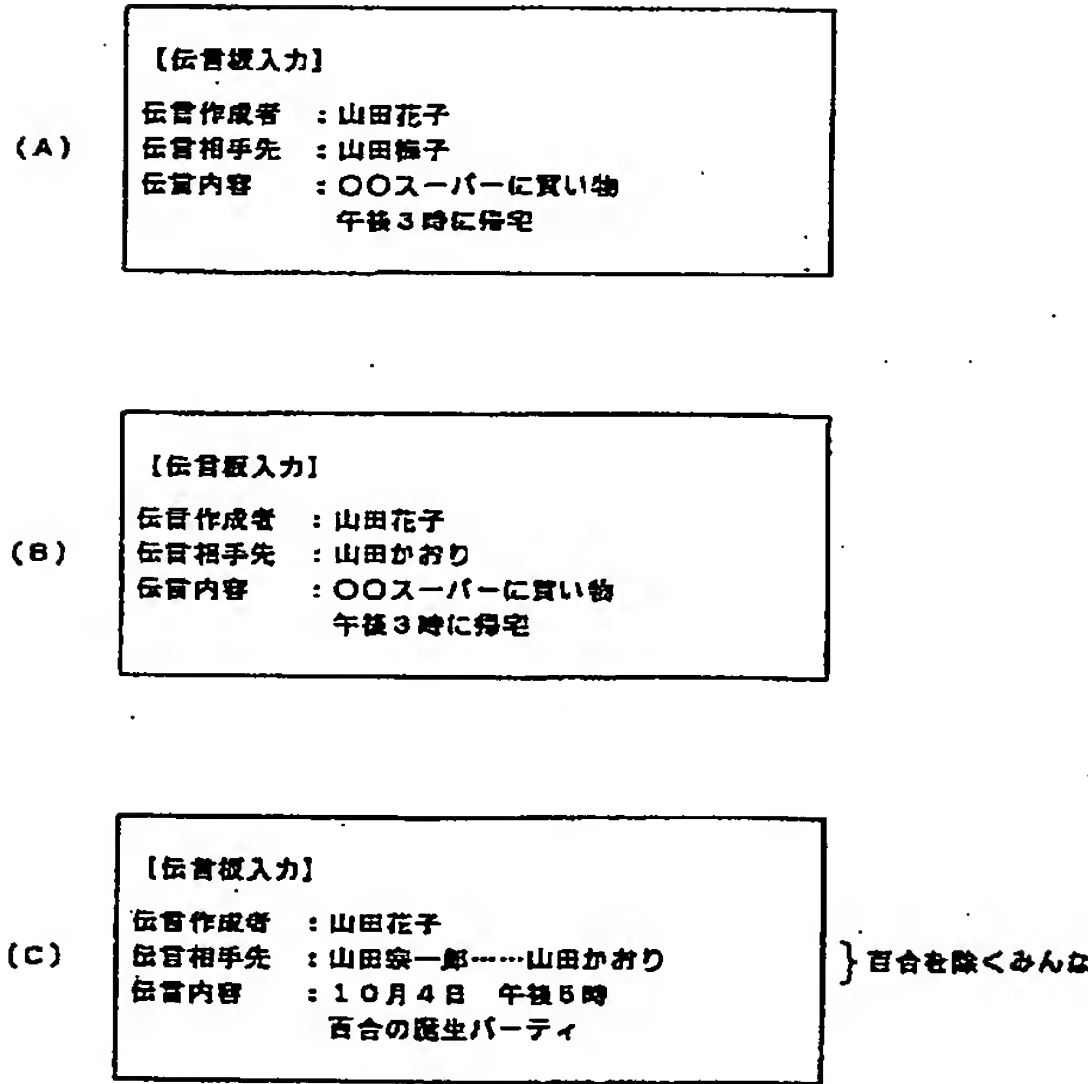 【伝言板入力】
伝言作成者 :山田花子
(A)
伝言相手先 :山田撫子
伝言内容 :〇〇スーパーに買い物
午後3時に帰宅
【伝言板入力】
伝言作成者 :山田花子
(B)
伝言相手先 :山田かおり
伝言内容 :〇〇スーパーに買い物
午後3時に帰宅
【伝言板入力】
伝言作成者 :山田花子
(C)
伝言相手先 :山田宗一郎……山田かおり
}百合を除くみんな
伝言内容 :10月4日 午後5時
百合の誕生パーティ